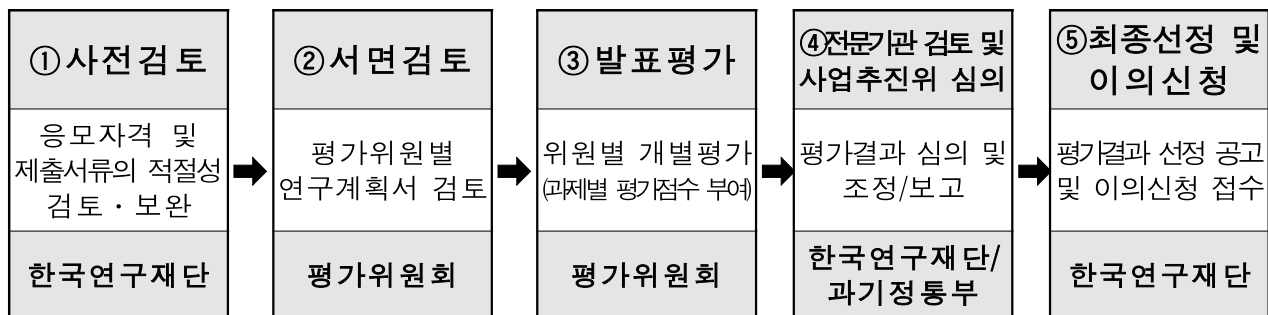 ①사전검토
응모자격 및
제출서류의 적절성
검토·보완
한국연구재단
②서면검토
평가위원별
연구계획서 검토
평가위원회
③발표평가
위원별 개별평가
(과제별 평가점수 부여)
평가위원회
④전문기관 검토 및
사업추진위 심의
평가결과 심의 및
조정/보고
한국연구재단/
과기정통부
⑤최종선정 및
이의신청
평가결과 선정 공고
및 이의신청 접수
한국연구재단